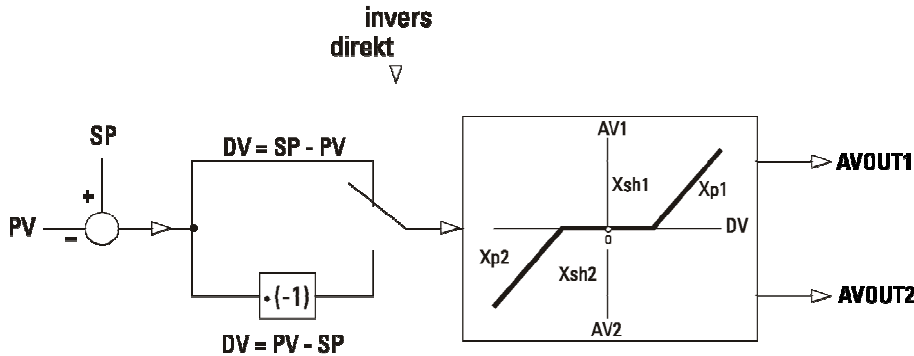 invers
direkt
SP
DV = SP - PV
AV1
AVOUT1
Xsh1
Xp1
+
PV
−
DV
0
Xp2
Xsh2
•(-1)
AVOUT2
AV2
DV = PV - SP